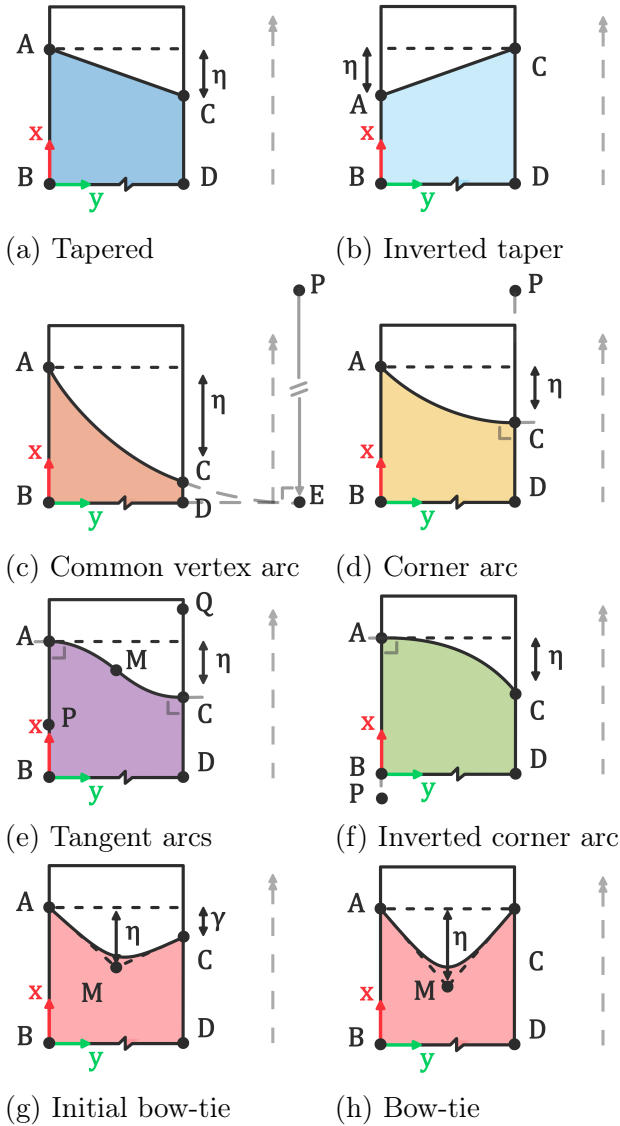 A
η
C
x
B
D
y
(a) Tapered
η
C
A
x
B
D
y
(b) Inverted taper
P
A
η
C
x
B
D
E
y
(c) Common vertex arc
P
A
η
C
x
B
D
y
(d) Corner arc
Q
A
M
η
C
P
x
B
D
y
(e) Tangent arcs
A
η
C
x
B
D
P
y
(f) Inverted corner arc
A
η
γ
C
M
x
B
D
y
(g) Initial bow-tie
A
η
C
M
x
B
D
y
(h) Bow-tie